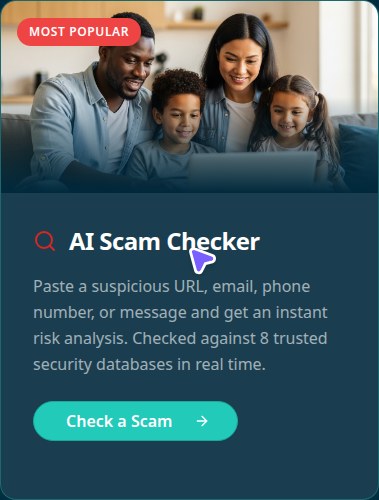 MOST POPULAR
AI Scam Checker
Paste a suspicious URL, email, phone
number, or message and get an instant
risk analysis. Checked against 8 trusted
security databases in real time.
Check a Scam